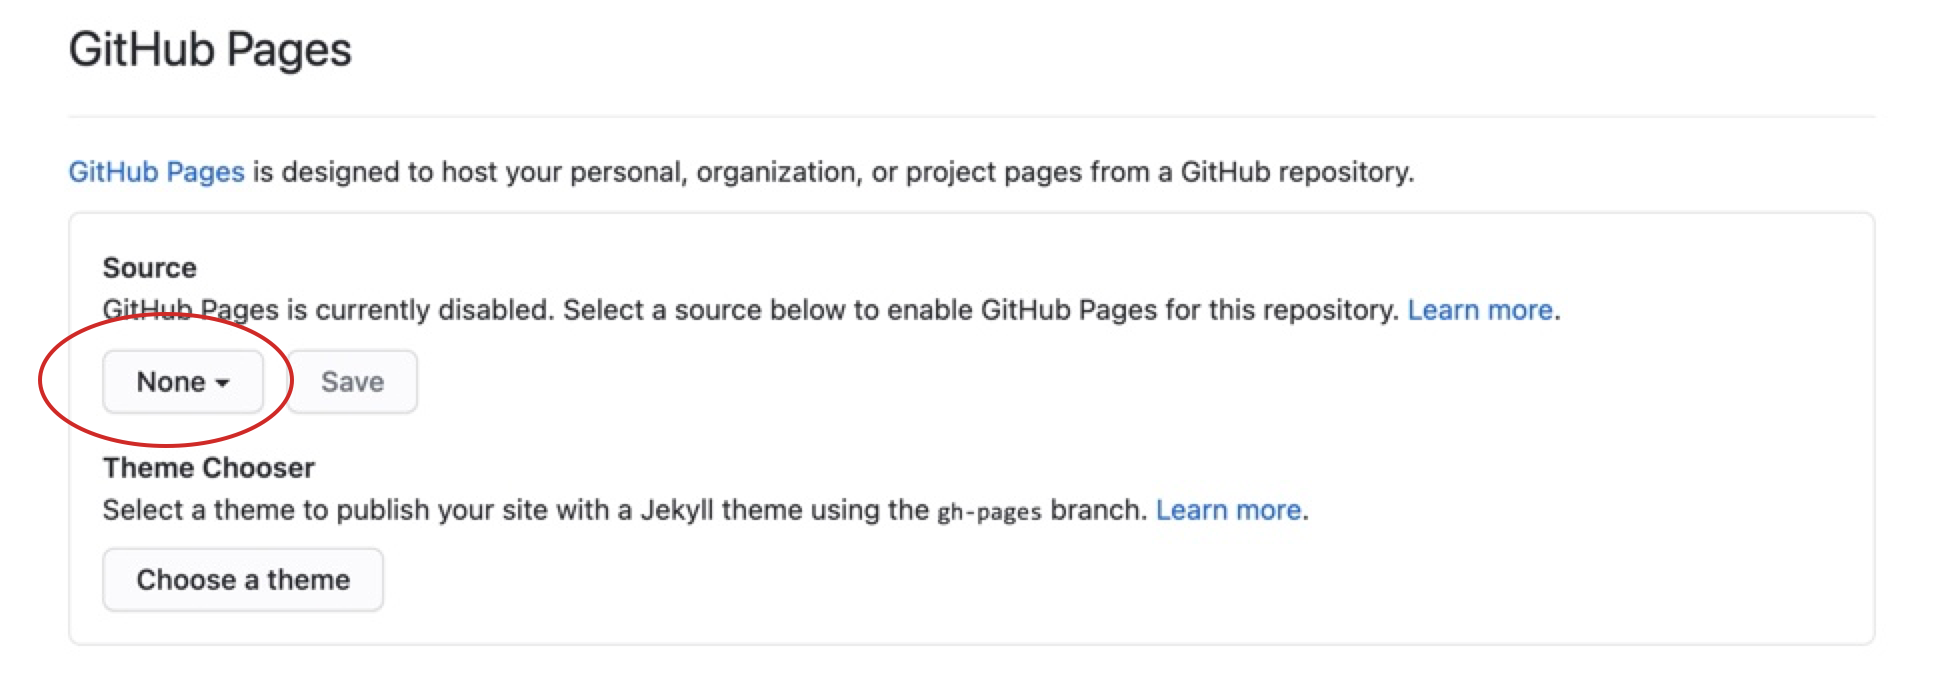 GitHub Pages
GitHub Pages is designed to host your personal, organization, or project pages from a GitHub repository.
Source
GitHub Pages is currently disabled. Select a source below to enable GitHub Pages for this repository. Learn more.
None Save
Theme Chooser
Select a theme to publish your site with a Jekyll theme using the gh-pages branch. Learn more.
Choose a theme